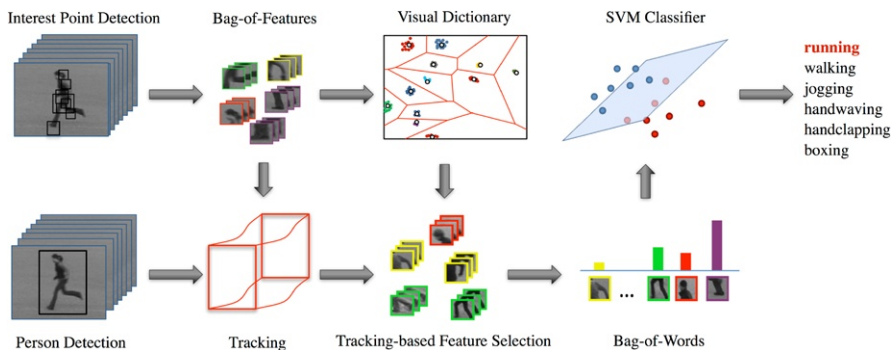 Interest Point Detection
Bag-of-Features
Visual Dictionary
SVM Classifier
running
walking
jogging
handwaving
handclapping
boxing
...
Person Detection
Tracking
Tracking-based Feature Selection
Bag-of-Words